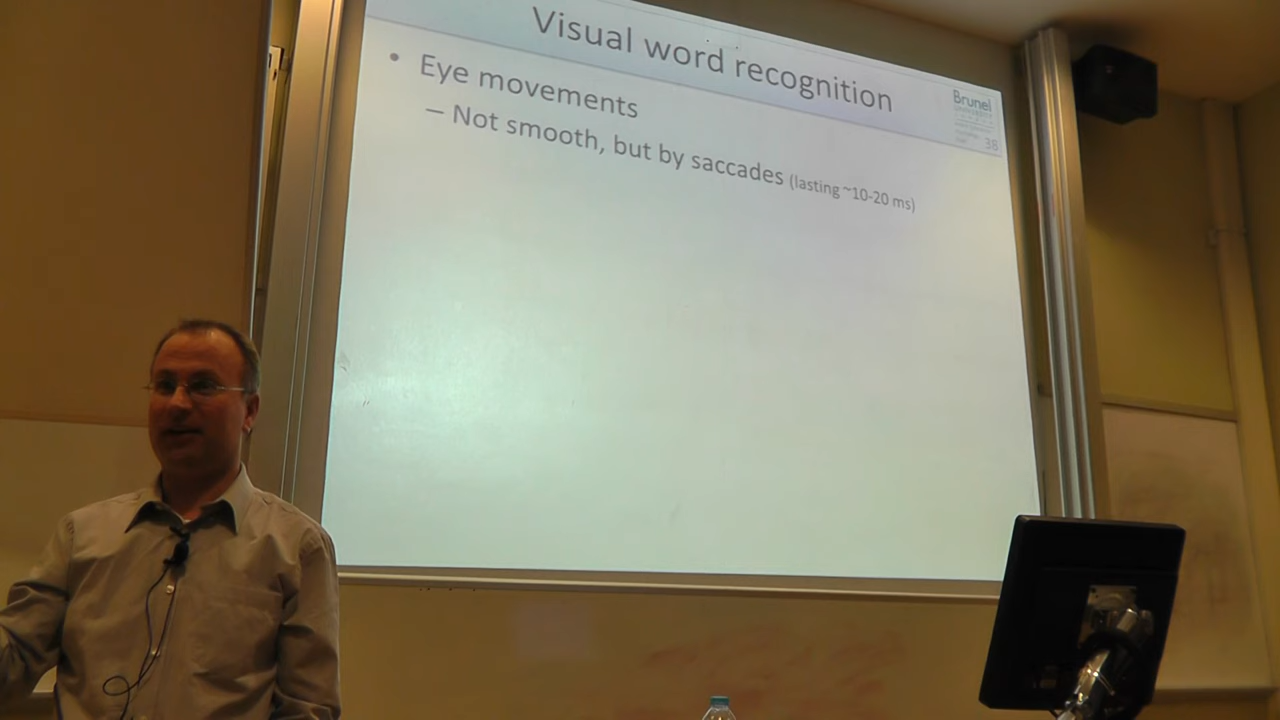 Visual word recognition
• Eye movements
– Not smooth, but by saccades (lasting ~10-20 ms)
Brunel
38